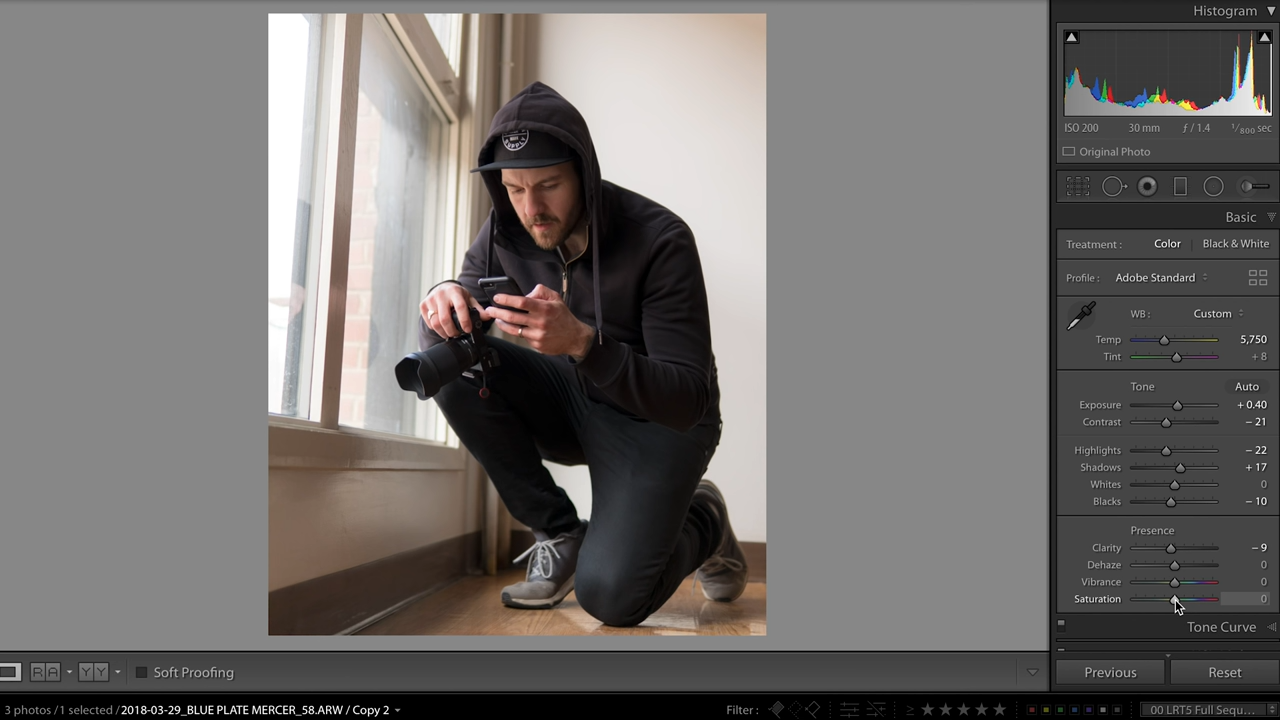 Histogram
ISO 200 30 mm ƒ / 1.4 1/800 sec
Original Photo
Basic
Treatment : Color Black & White
Profile : Adobe Standard
WB : Custom
Temp 5,750
Tint + 8
Tone Auto
Exposure + 0.40
Contrast − 21
Highlights − 22
Shadows + 17
Whites 0
Blacks − 10
Presence
Clarity − 9
Dehaze 0
Vibrance 0
Saturation 0
Tone Curve
R A Y Y Soft Proofing
Previous Reset
3 photos / 1 selected / 2018-03-29_BLUE PLATE MERCER_58.ARW / Copy 2
Filter : ≥ ★★★★★ 00 LRT5 Full Sequ…